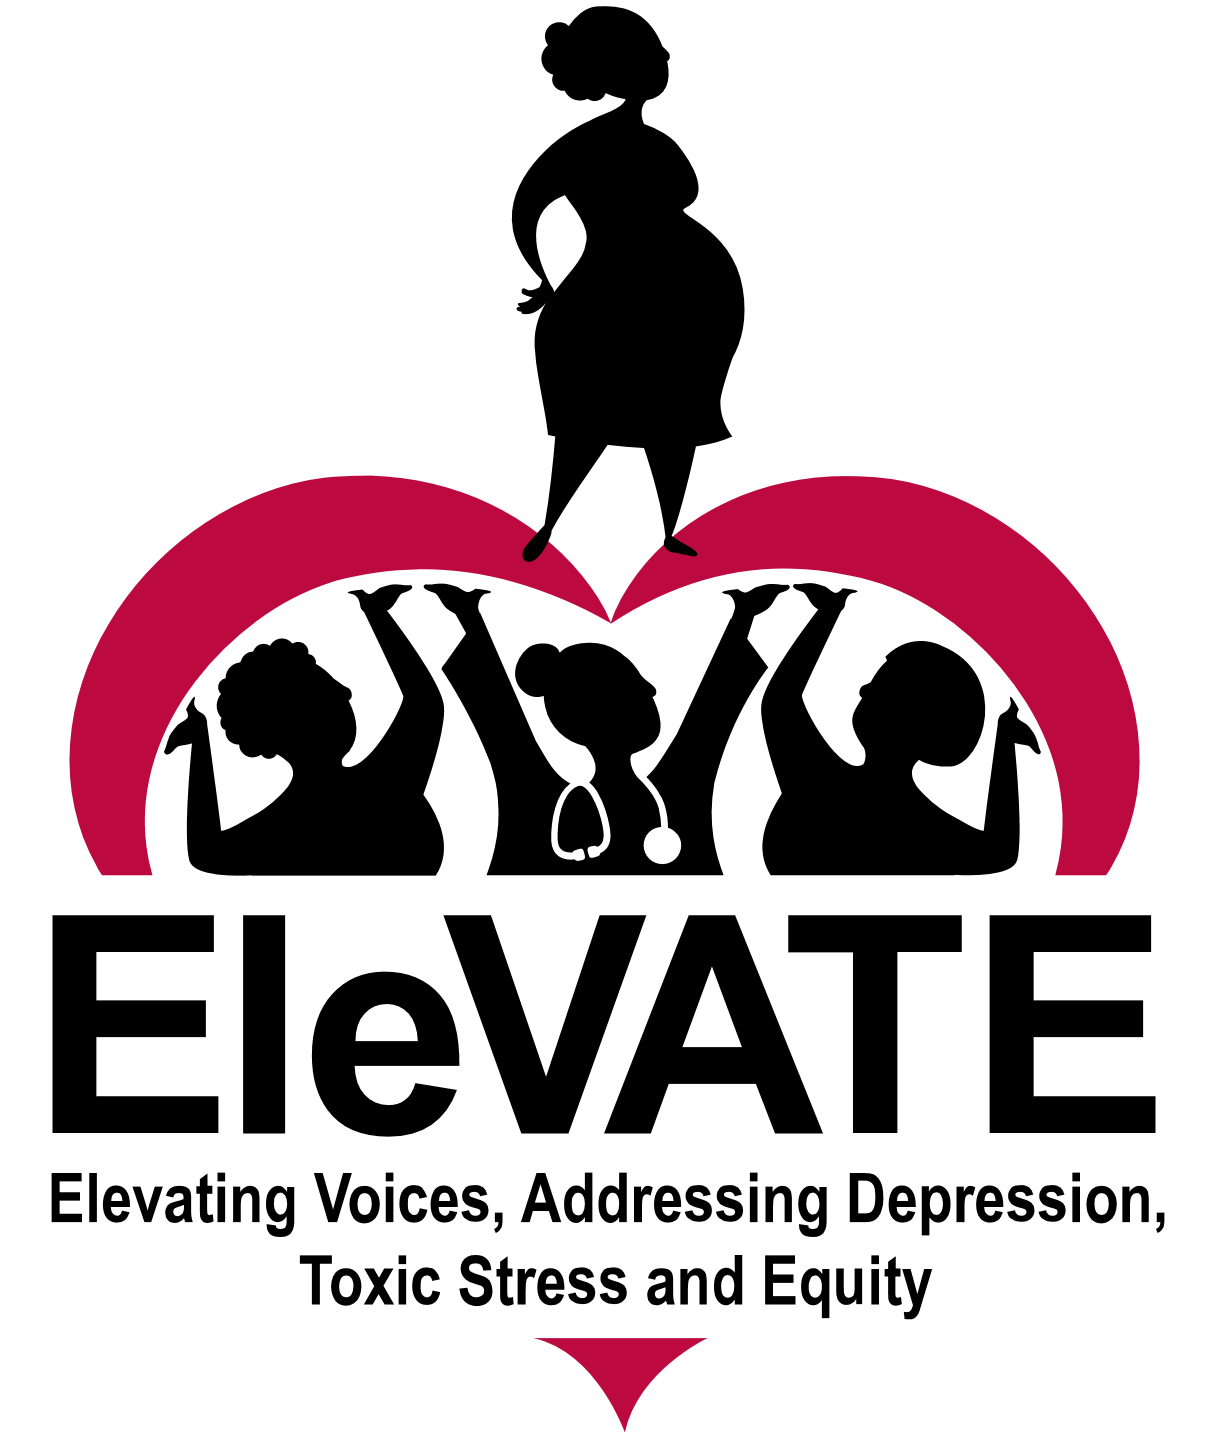 EleVATE
Elevating Voices, Addressing Depression,
Toxic Stress and Equity